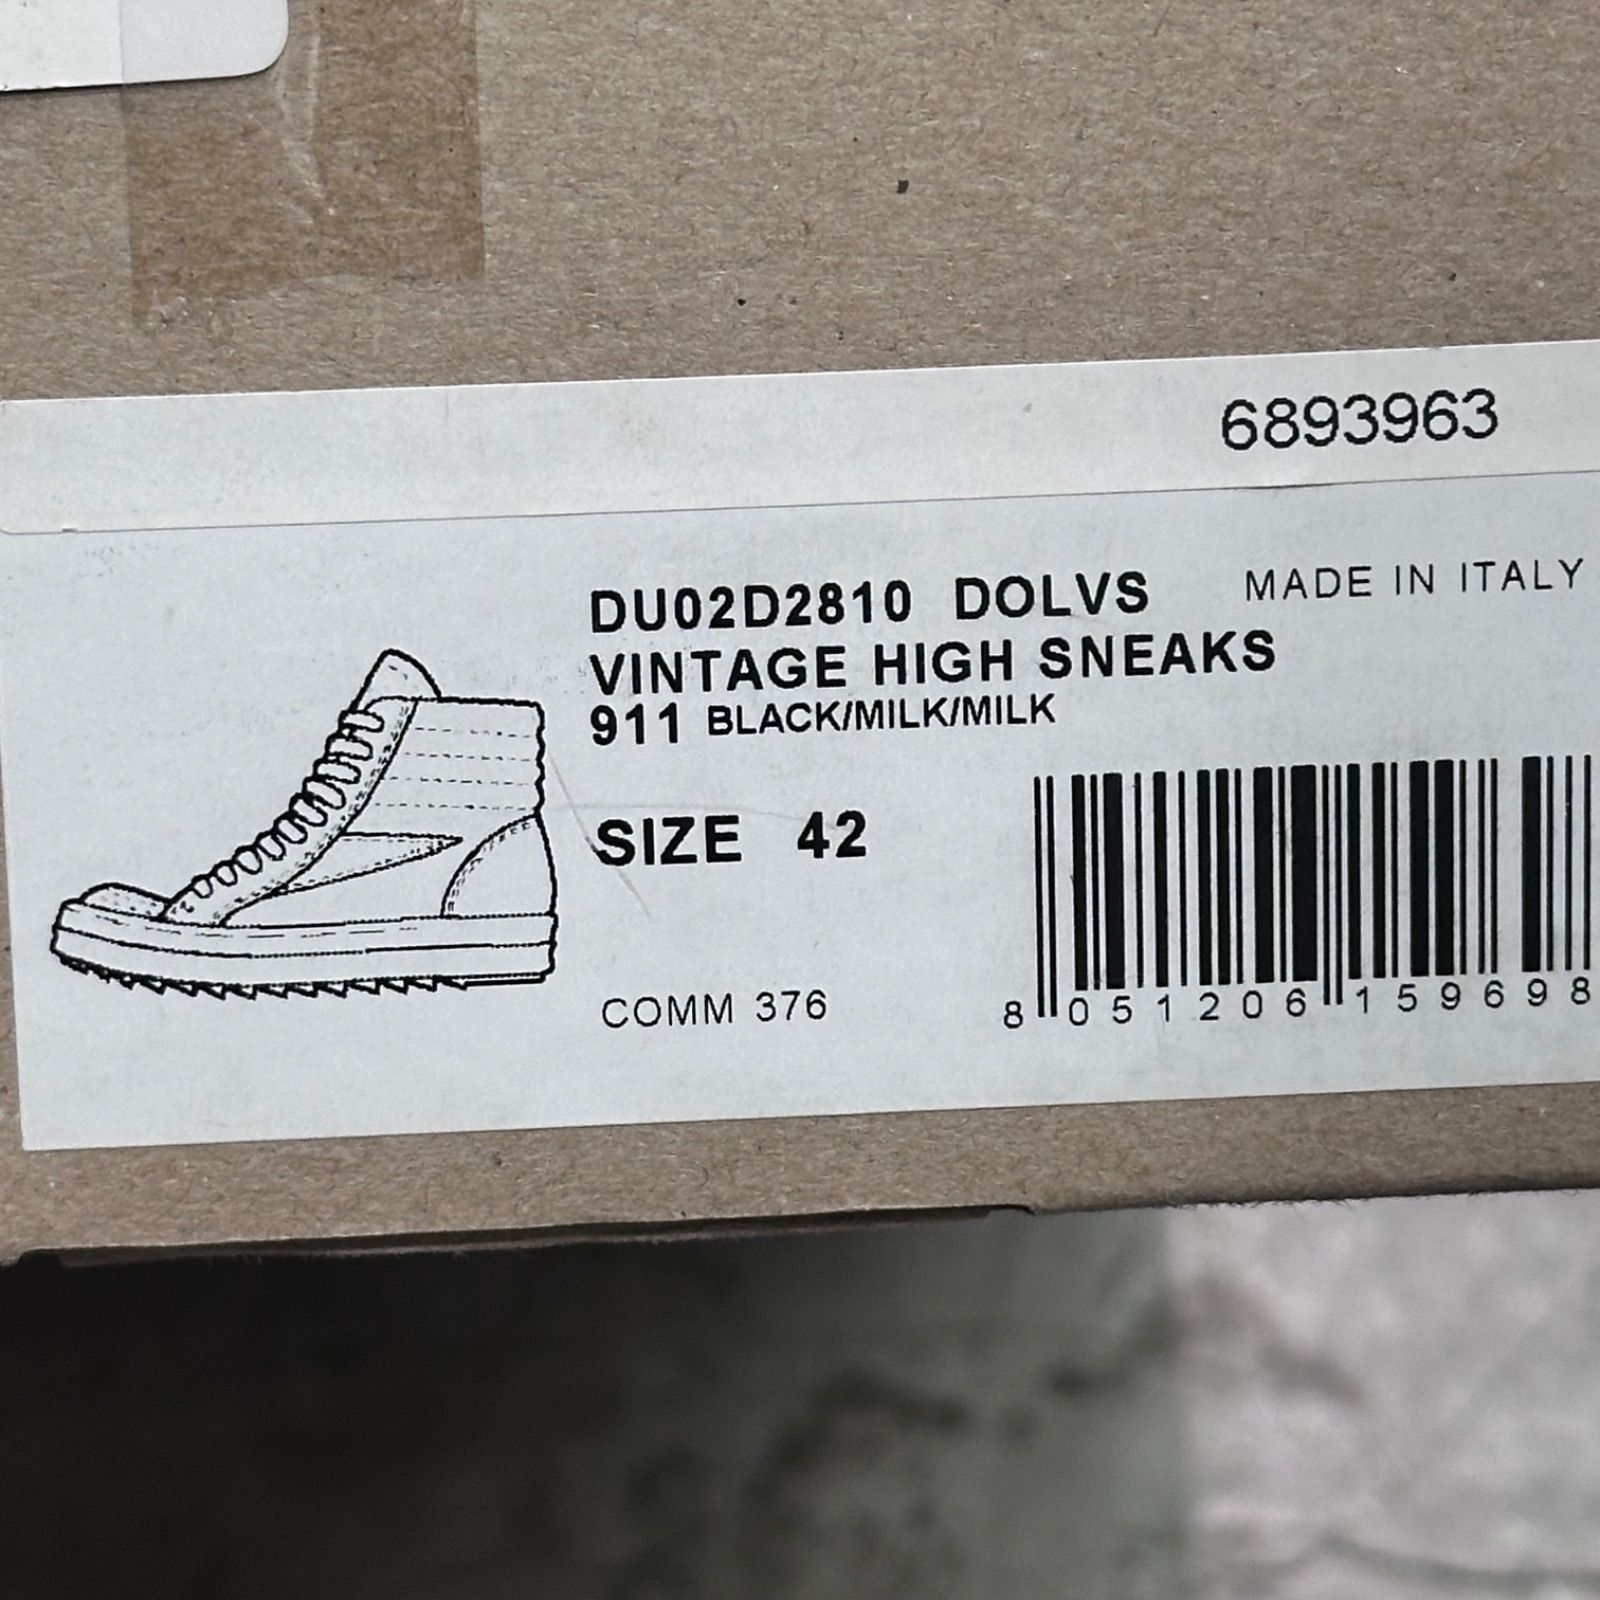 6893963
DU02D2810 DOLVS MADE IN ITALY
VINTAGE HIGH SNEAKS
911 BLACK/MILK/MILK
SIZE 42
COMM 376
8 051206 159698